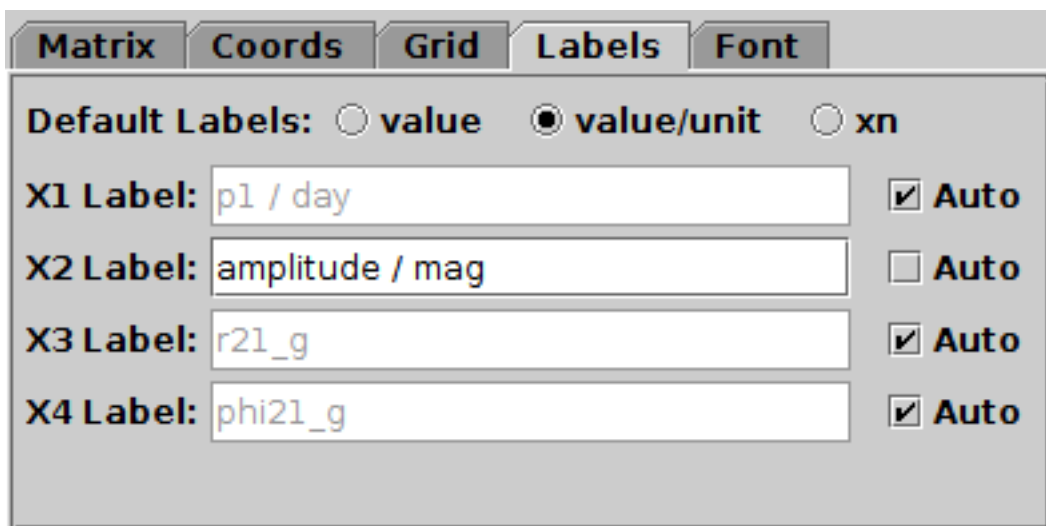 Matrix Coords Grid Labels Font
Default Labels: value value/unit xn
X1 Label: p1 / day Auto
X2 Label: amplitude / mag Auto
X3 Label: r21_g Auto
X4 Label: phi21_g Auto